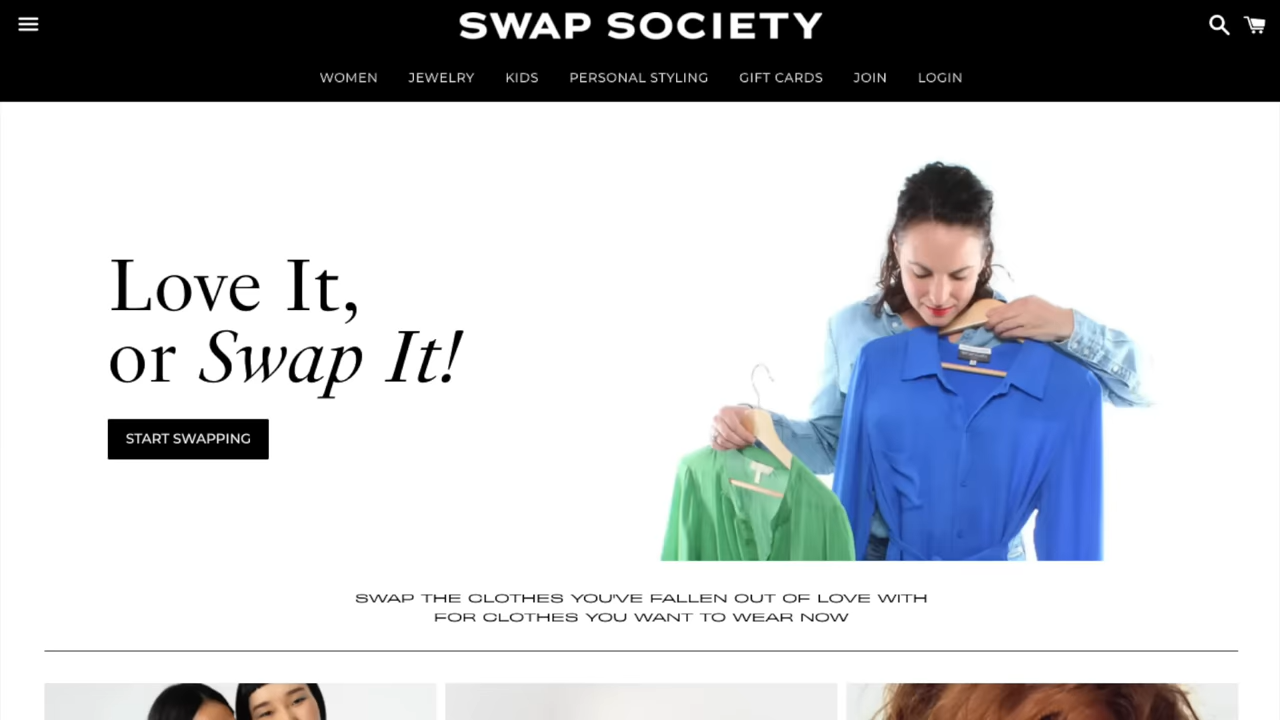 SWAP SOCIETY
WOMEN JEWELRY KIDS PERSONAL STYLING GIFT CARDS JOIN LOGIN
Love It,
or Swap It!
START SWAPPING
SWAP THE CLOTHES YOU'VE FALLEN OUT OF LOVE WITH
FOR CLOTHES YOU WANT TO WEAR NOW